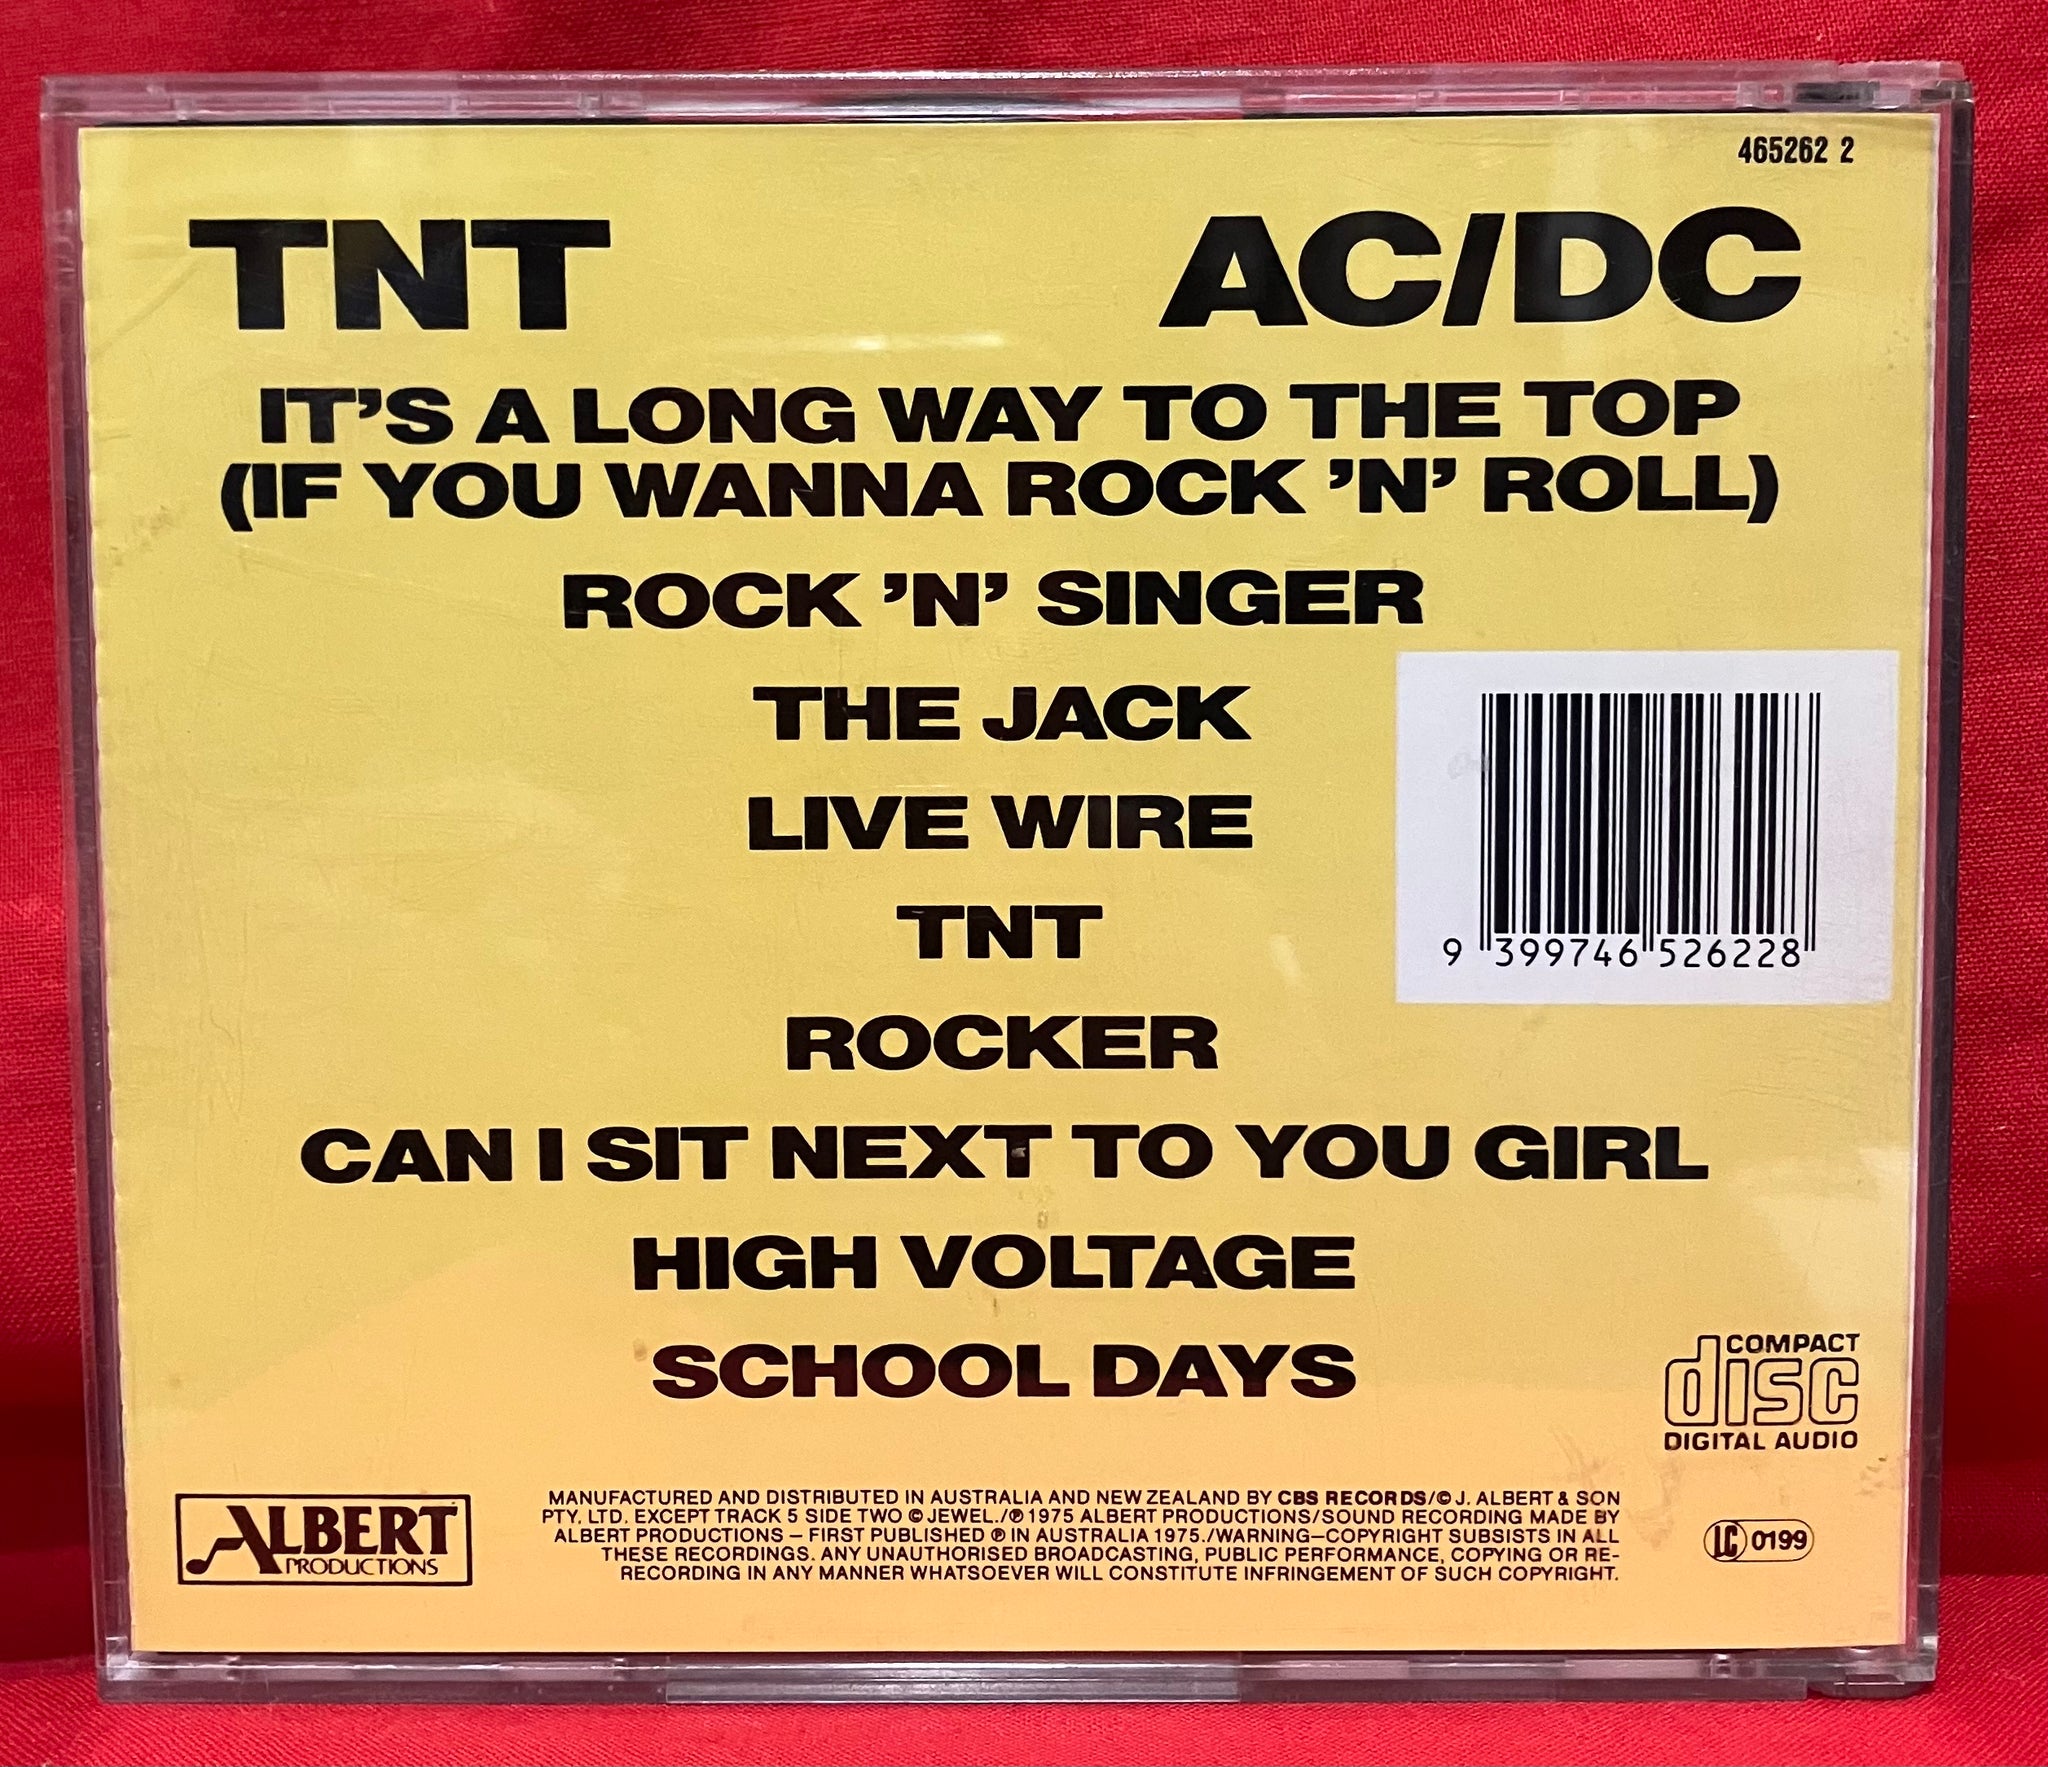 465262 2
TNT AC/DC
IT'S A LONG WAY TO THE TOP
(IF YOU WANNA ROCK 'N' ROLL)
ROCK 'N' SINGER
THE JACK
LIVE WIRE
TNT
ROCKER
CAN I SIT NEXT TO YOU GIRL
HIGH VOLTAGE
SCHOOL DAYS
9 399746 526228
COMPACT
disc
DIGITAL AUDIO
ALBERT
PRODUCTIONS
MANUFACTURED AND DISTRIBUTED IN AUSTRALIA AND NEW ZEALAND BY CBS RECORDS/© J. ALBERT & SON
PTY. LTD. EXCEPT TRACK 5 SIDE TWO © JEWEL./℗ 1975 ALBERT PRODUCTIONS/SOUND RECORDING MADE BY
ALBERT PRODUCTIONS – FIRST PUBLISHED ℗ IN AUSTRALIA 1975./WARNING—COPYRIGHT SUBSISTS IN ALL
THESE RECORDINGS. ANY UNAUTHORISED BROADCASTING, PUBLIC PERFORMANCE, COPYING OR RE-
RECORDING IN ANY MANNER WHATSOEVER WILL CONSTITUTE INFRINGEMENT OF SUCH COPYRIGHT.
LC 0199